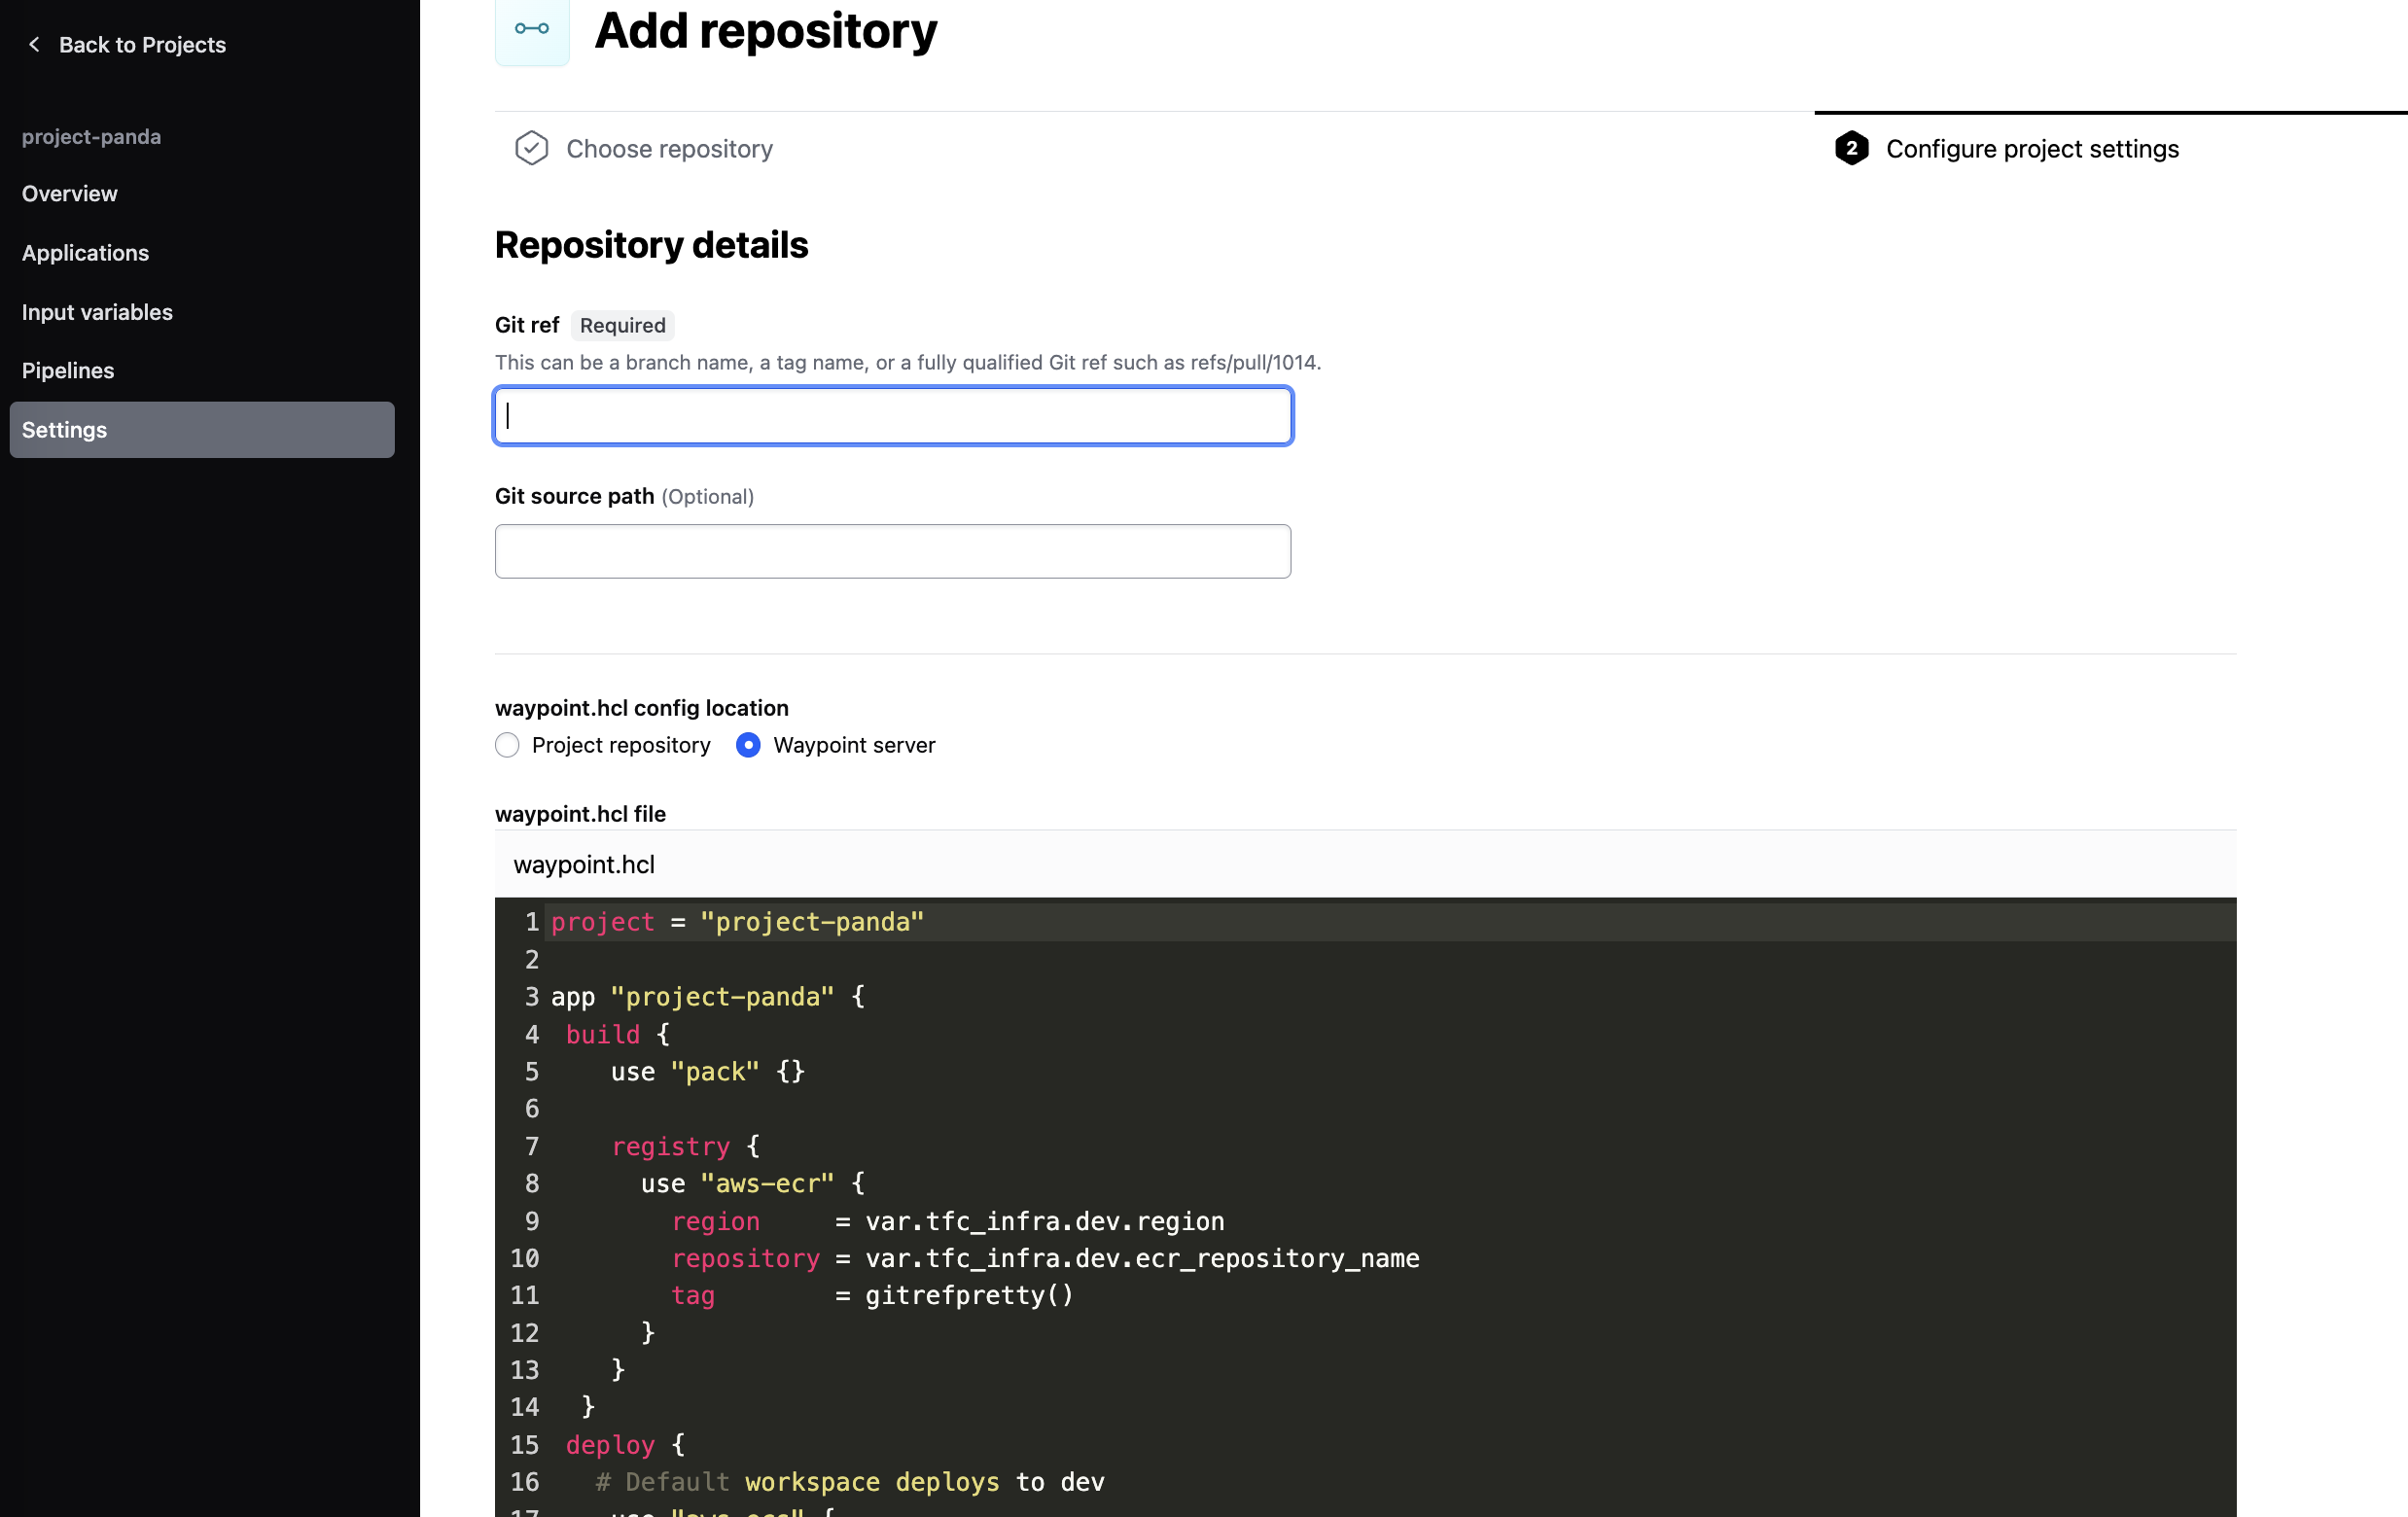 Back to Projects
project-panda
Overview
Applications
Input variables
Pipelines
Settings
Add repository
Choose repository
2 Configure project settings
Repository details
Git ref Required
This can be a branch name, a tag name, or a fully qualified Git ref such as refs/pull/1014.
Git source path (Optional)
waypoint.hcl config location
Project repository Waypoint server
waypoint.hcl file
waypoint.hcl
1 project = "project-panda"
2
3 app "project-panda" {
4 build {
5 use "pack" {}
6
7 registry {
8 use "aws-ecr" {
9 region = var.tfc_infra.dev.region
10 repository = var.tfc_infra.dev.ecr_repository_name
11 tag = gitrefpretty()
12 }
13 }
14 }
15 deploy {
16 # Default workspace deploys to dev
17 use "aws-ecs" {